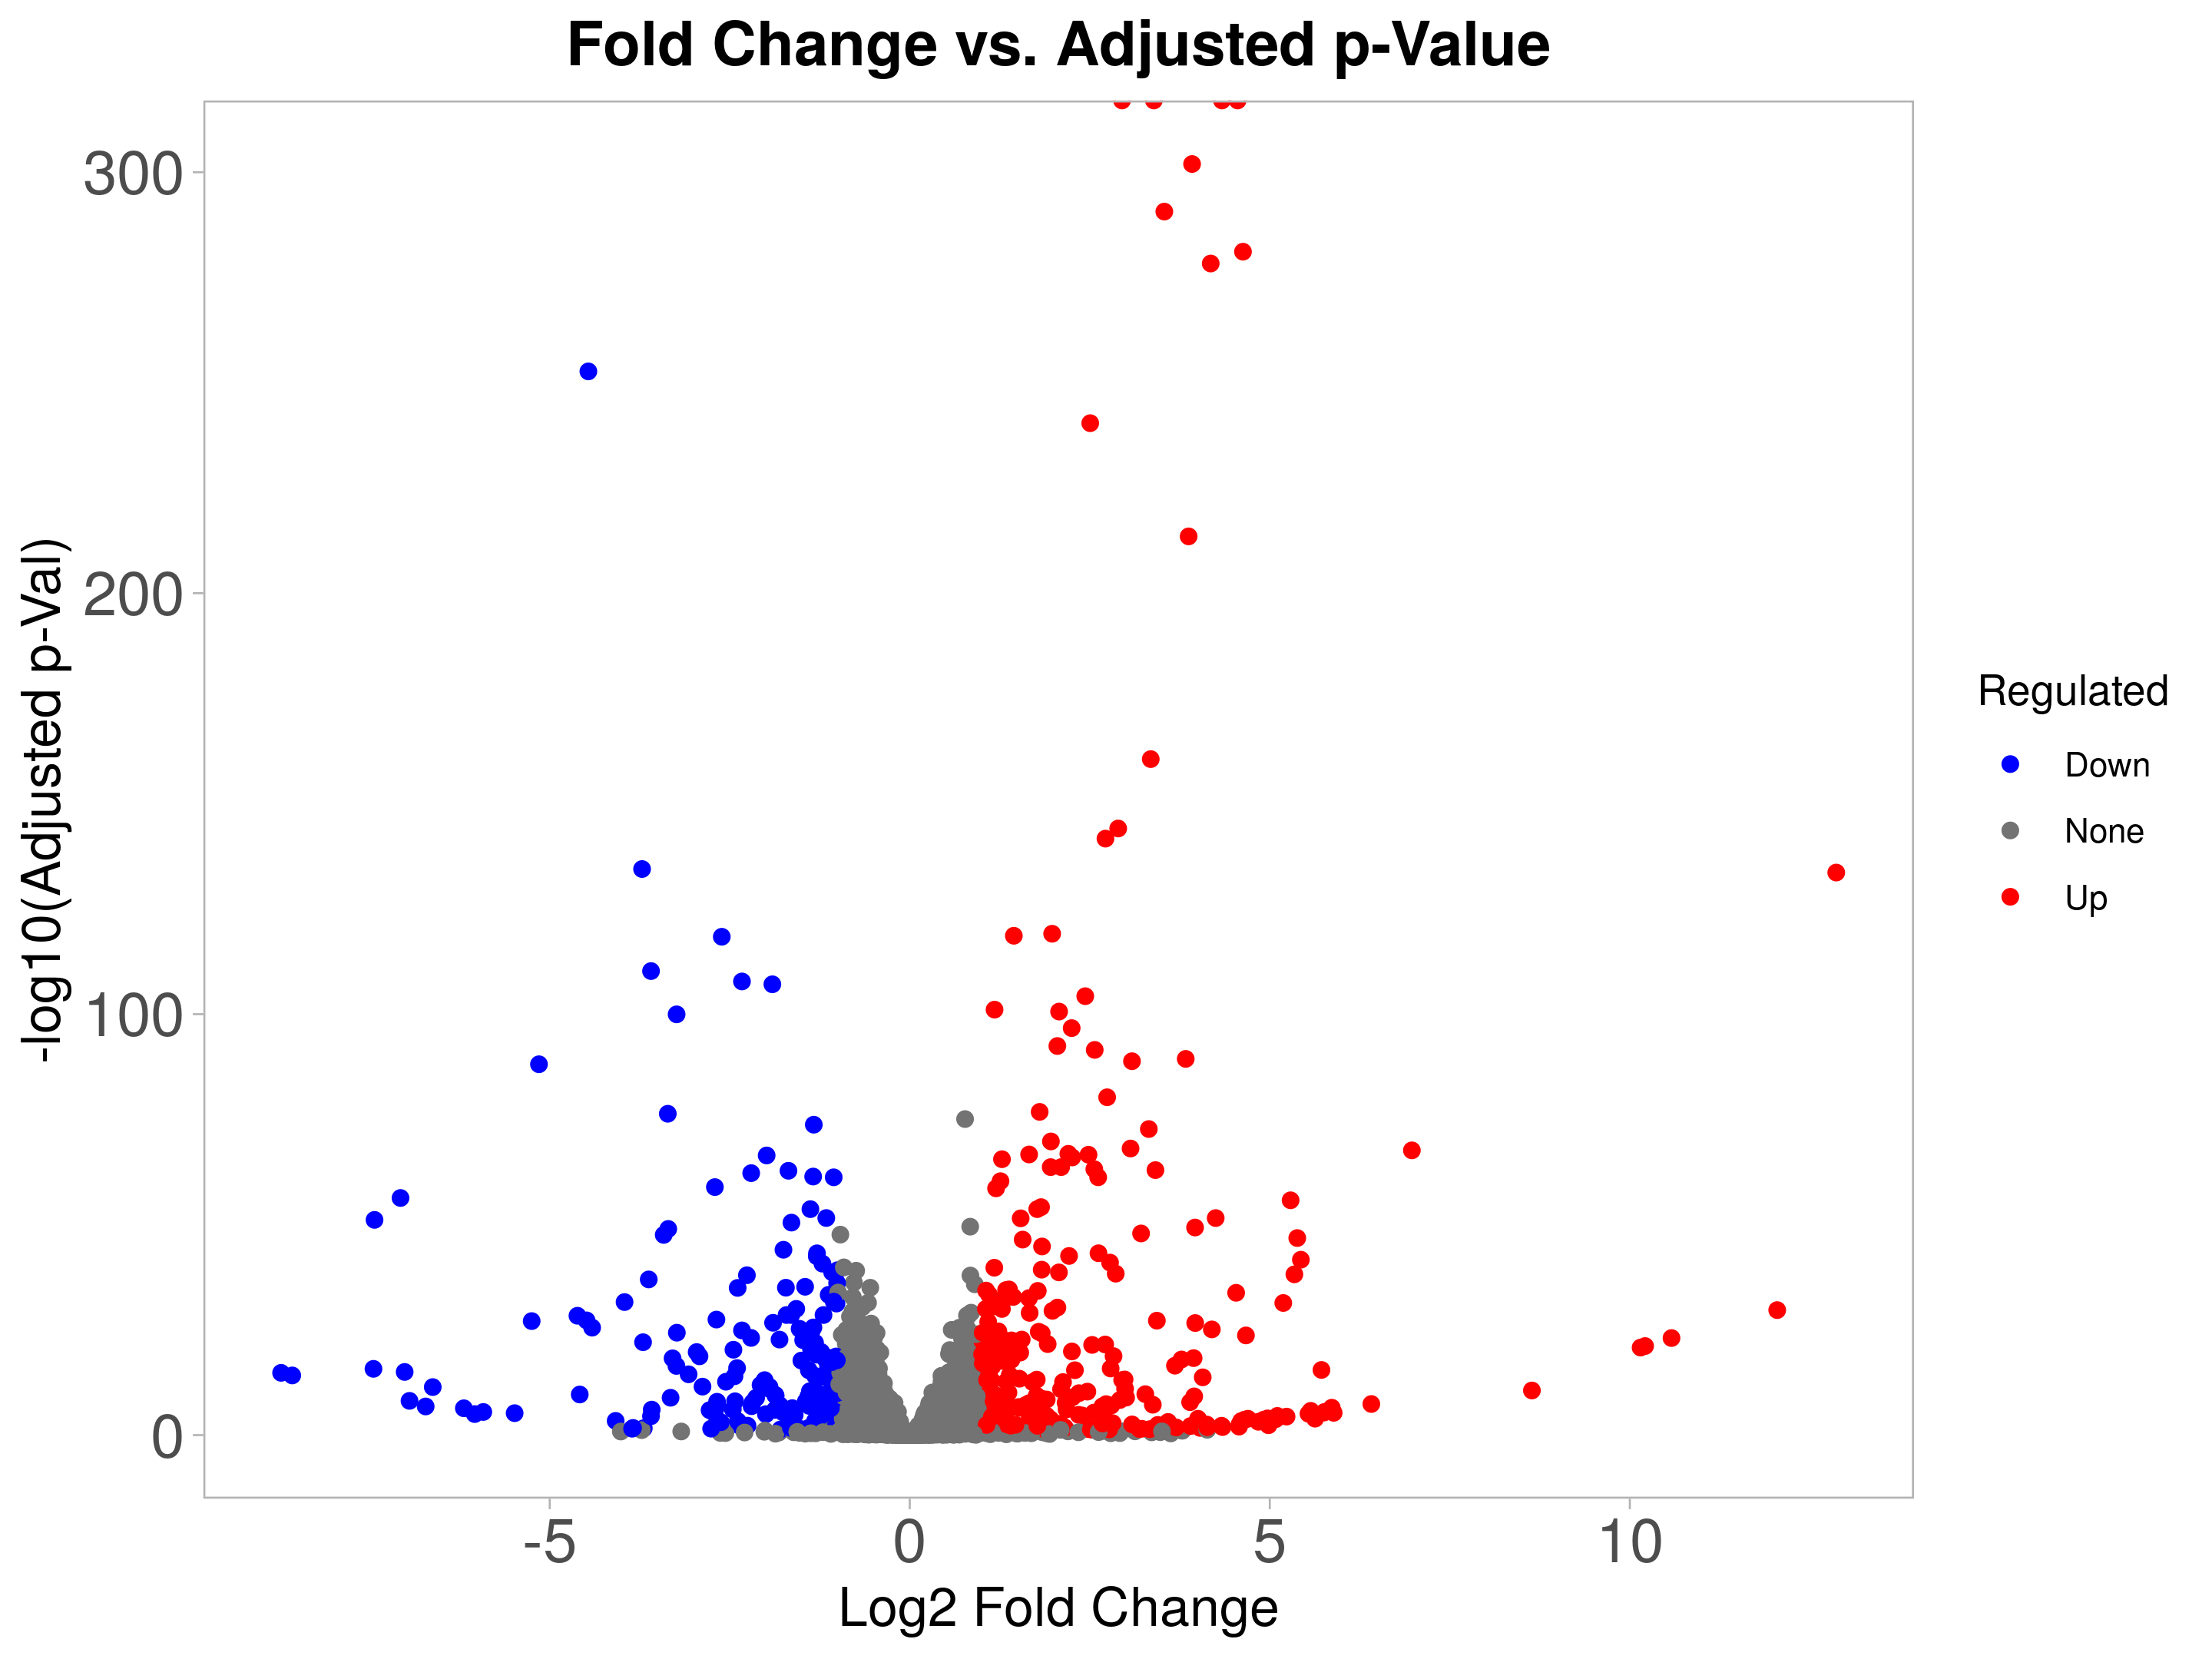 Fold Change vs. Adjusted p-Value
-log10(Adjusted p-Val)
300
200
100
0
-5
0
5
10
Log2 Fold Change
Regulated
Down
None
Up